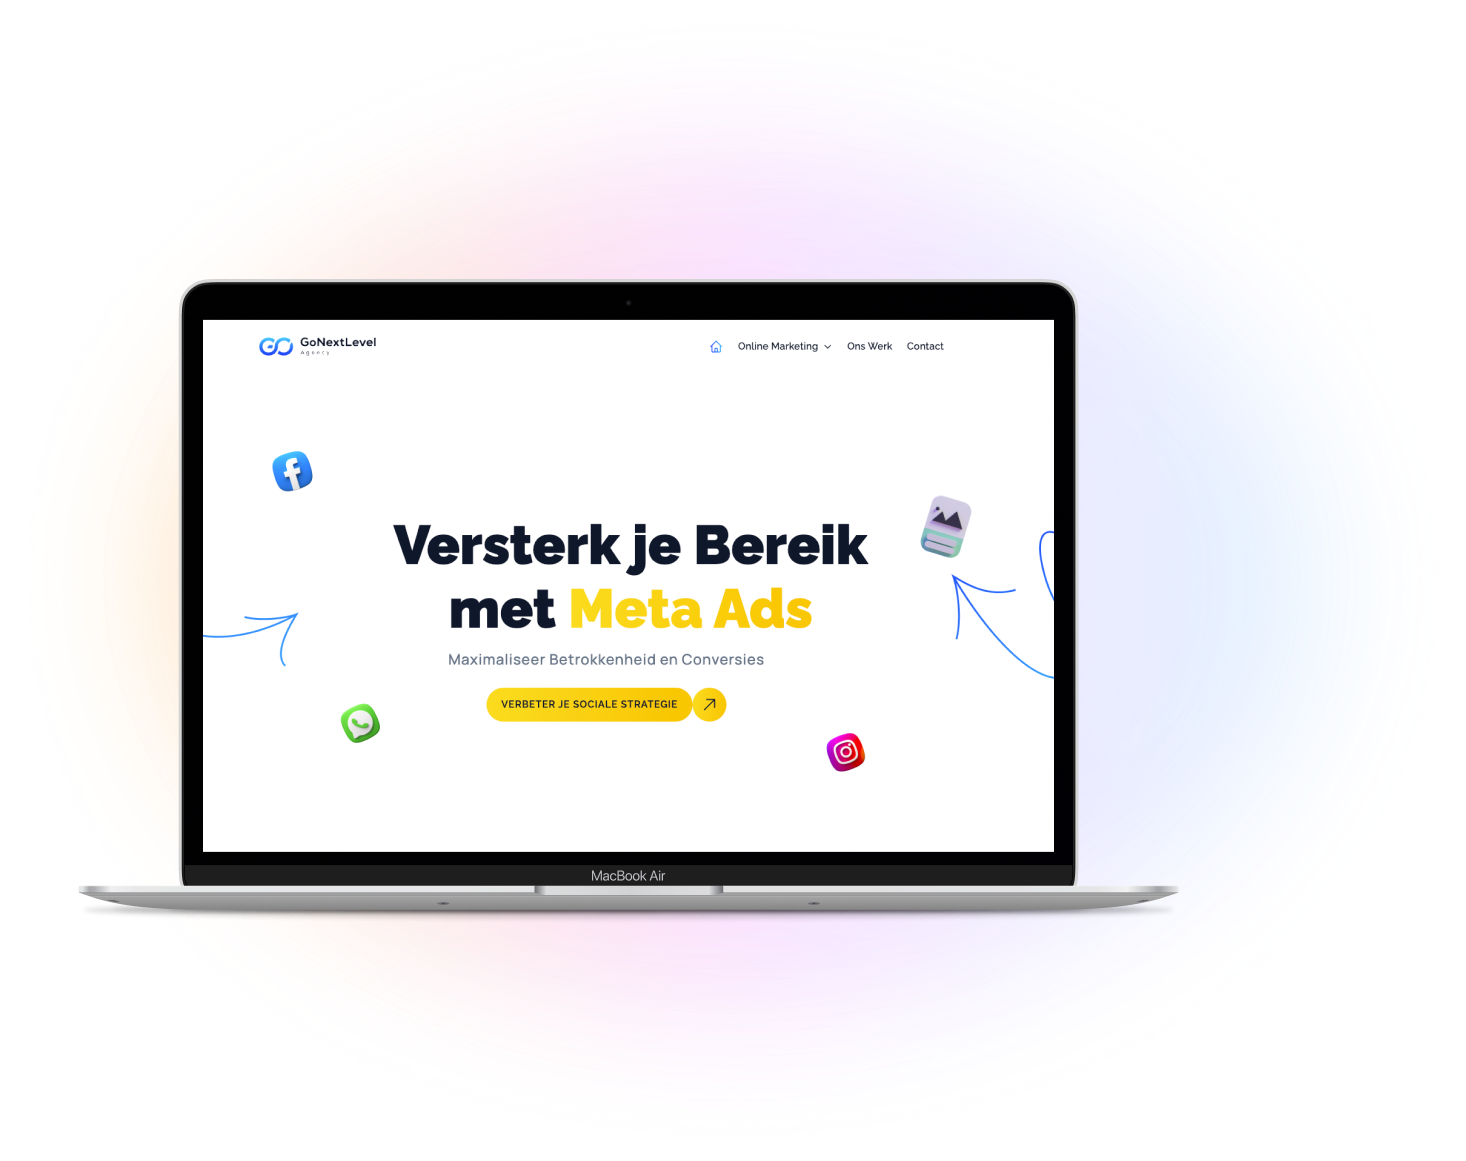 GoNextLevel
Agency
Online Marketing
Ons Werk
Contact
Versterk je Bereik
met Meta Ads
Maximaliseer Betrokkenheid en Conversies
VERBETER JE SOCIALE STRATEGIE
MacBook Air